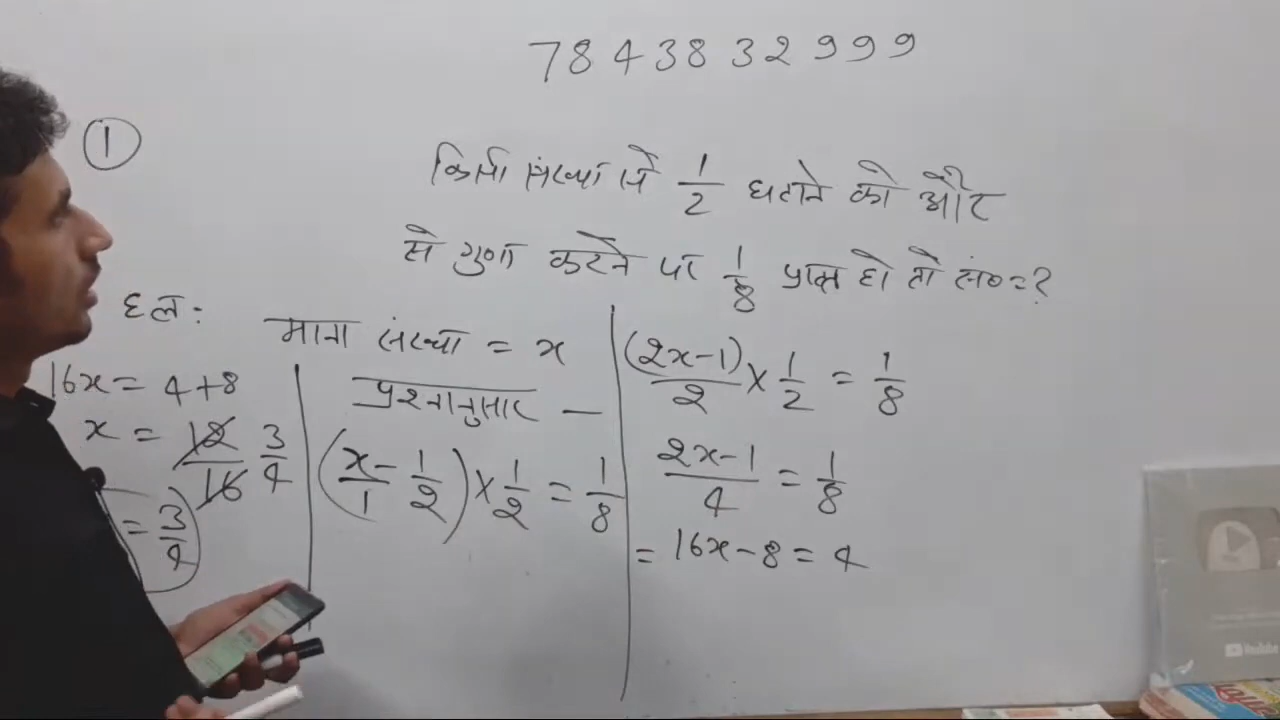 7843832999
①
किसी संख्या से 1/2 घटाने को और
से गुणा करने पर 1/8 प्राप्त हो तो सं०=?
हल:
माना संख्या = x
प्रश्नानुसार —
(x/1 - 1/2) × 1/2 = 1/8
(2x-1)/2 × 1/2 = 1/8
2x-1/4 = 1/8
= 16x - 8 = 4
16x = 4+8
x = 12/16 3/4
= 3/4
YouTube